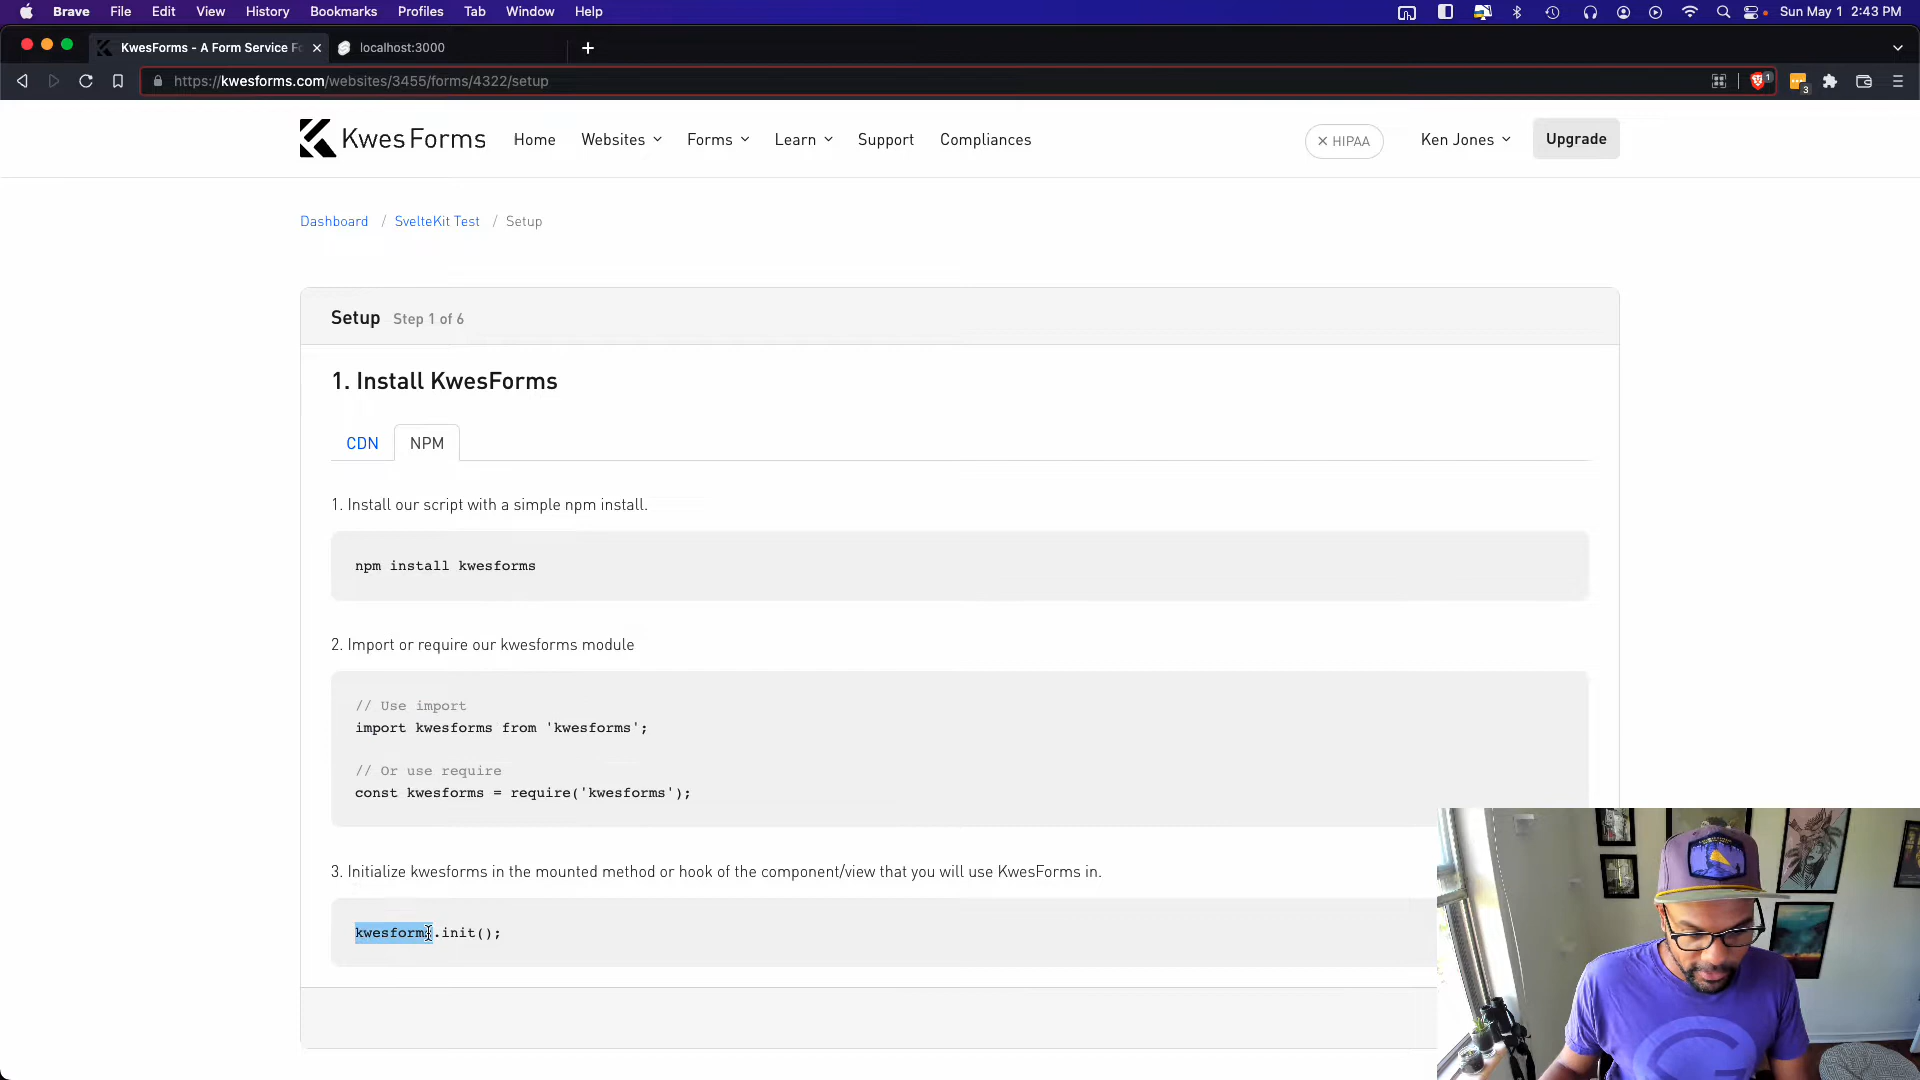 Brave File Edit View History Bookmarks Profiles Tab Window Help Sun May 1 2:43 PM
KwesForms - A Form Service Fo localhost:3000
https://kwesforms.com/websites/3455/forms/4322/setup 1 3
KwesForms Home Websites Forms Learn Support Compliances HIPAA Ken Jones Upgrade
Dashboard / SvelteKit Test / Setup
Setup Step 1 of 6
1. Install KwesForms
CDN NPM
1. Install our script with a simple npm install.
npm install kwesforms
2. Import or require our kwesforms module
// Use import
import kwesforms from 'kwesforms';
// Or use require
const kwesforms = require('kwesforms');
3. Initialize kwesforms in the mounted method or hook of the component/view that you will use KwesForms in.
kwesforms.init();